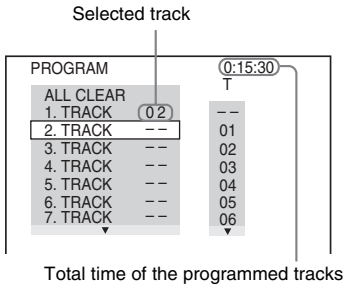 Selected track
PROGRAM 0:15:30
T
ALL CLEAR
1. TRACK 02 --
2. TRACK -- 01
3. TRACK -- 02
4. TRACK -- 03
5. TRACK -- 04
6. TRACK -- 05
7. TRACK -- 06
Total time of the programmed tracks